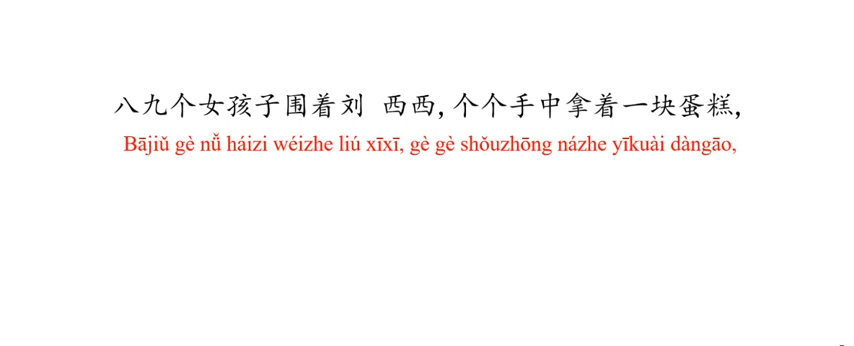 八九个女孩子围着刘 西西,个个手中拿着一块蛋糕,
Bājiǔ gè nǚ háizi wéizhe liú xīxī, gè gè shǒuzhōng názhe yīkuài dàngāo,